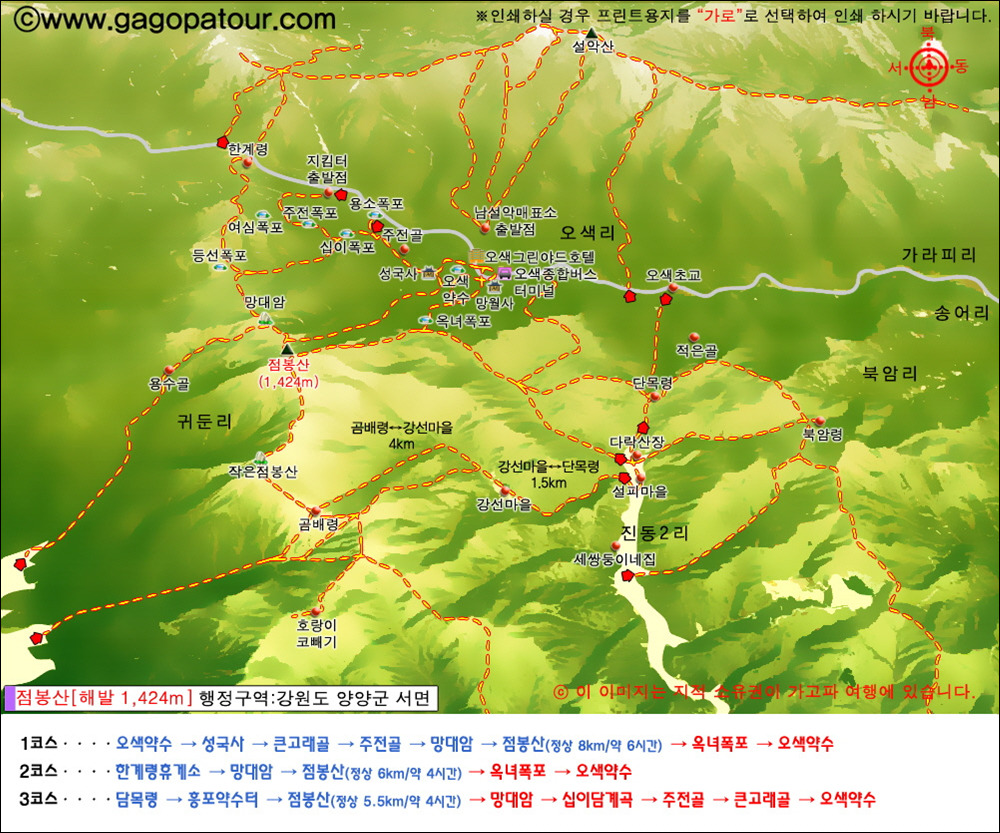 ©www.gagopatour.com
※인쇄하실 경우 프린트용지를 "가로"로 선택하여 인쇄 하시기 바랍니다.
북
서
동
남
설악산
한계령
지킴터
출발점
용소폭포
주전폭포
여심폭포
십이폭포
주전골
등선폭포
남설악매표소
출발점
오색리
오색그린야드호텔
성국사
오색
약수
오색종합버스
터미널
망월사
오색초교
가라피리
송어리
망대암
옥녀폭포
점봉산
(1,424m)
적은골
용수골
단목령
북암리
귀둔리
곰배령↔강선마을
4km
다락산장
북암령
작은점봉산
강선마을↔단목령
1.5km
강선마을
설피마을
곰배령
진동2리
세쌍둥이네집
호랑이
코빼기
점봉산[해발 1,424m] 행정구역:강원도 양양군 서면
© 이 이미지는 지적 소유권이 가고파 여행에 있습니다.
1코스 · · · · 오색약수 → 성국사 → 큰고래골 → 주전골 → 망대암 → 점봉산(정상 8km/약 6시간) → 옥녀폭포 → 오색약수
2코스 · · · · 한계령휴게소 → 망대암 → 점봉산(정상 6km/약 4시간) → 옥녀폭포 → 오색약수
3코스 · · · · 담목령 → 홍포약수터 → 점봉산(정상 5.5km/약 4시간) → 망대암 → 십이담계곡 → 주전골 → 큰고래골 → 오색약수